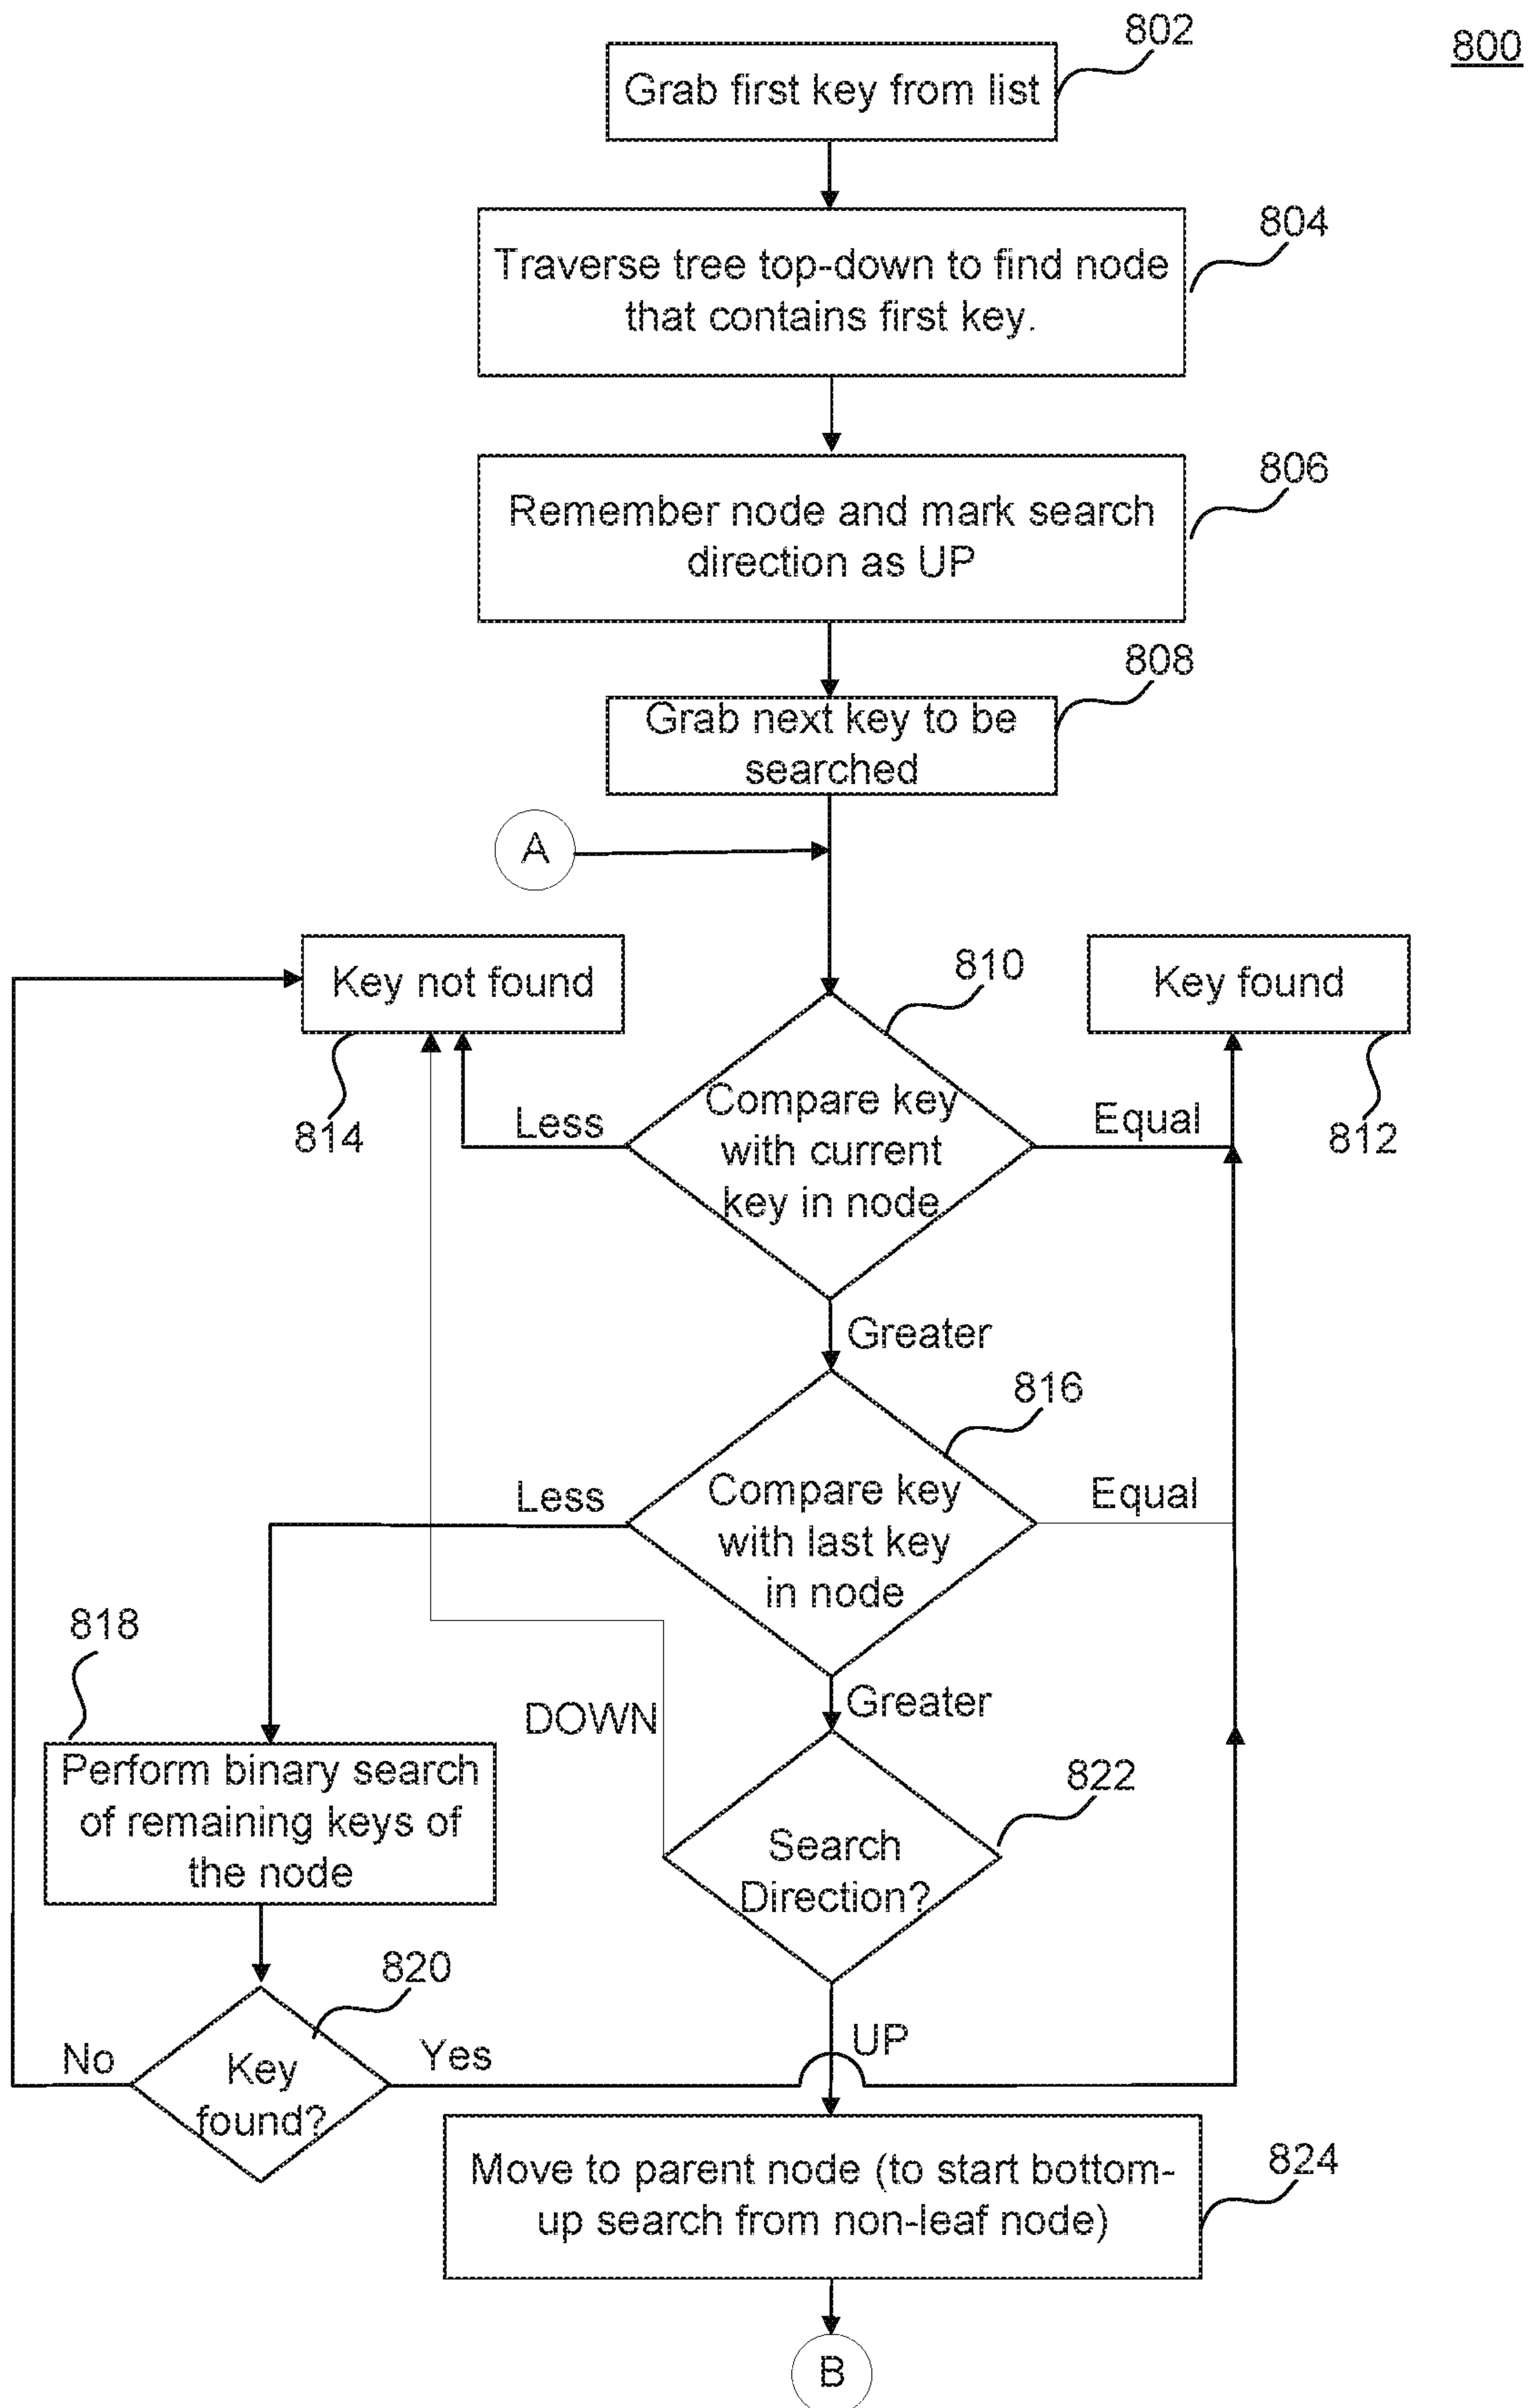 802
800
Grab first key from list
804
Traverse tree top-down to find node
that contains first key.
806
Remember node and mark search
direction as UP
808
Grab next key to be
searched
A
Key not found
810
Key found
814
Less
Compare key
with current
key in node
Equal
812
Greater
816
Less
Compare key
with last key
in node
Equal
818
DOWN
Greater
Perform binary search
of remaining keys of
the node
822
Search
Direction?
820
UP
No
Key
found?
Yes
824
Move to parent node (to start bottom-
up search from non-leaf node)
B